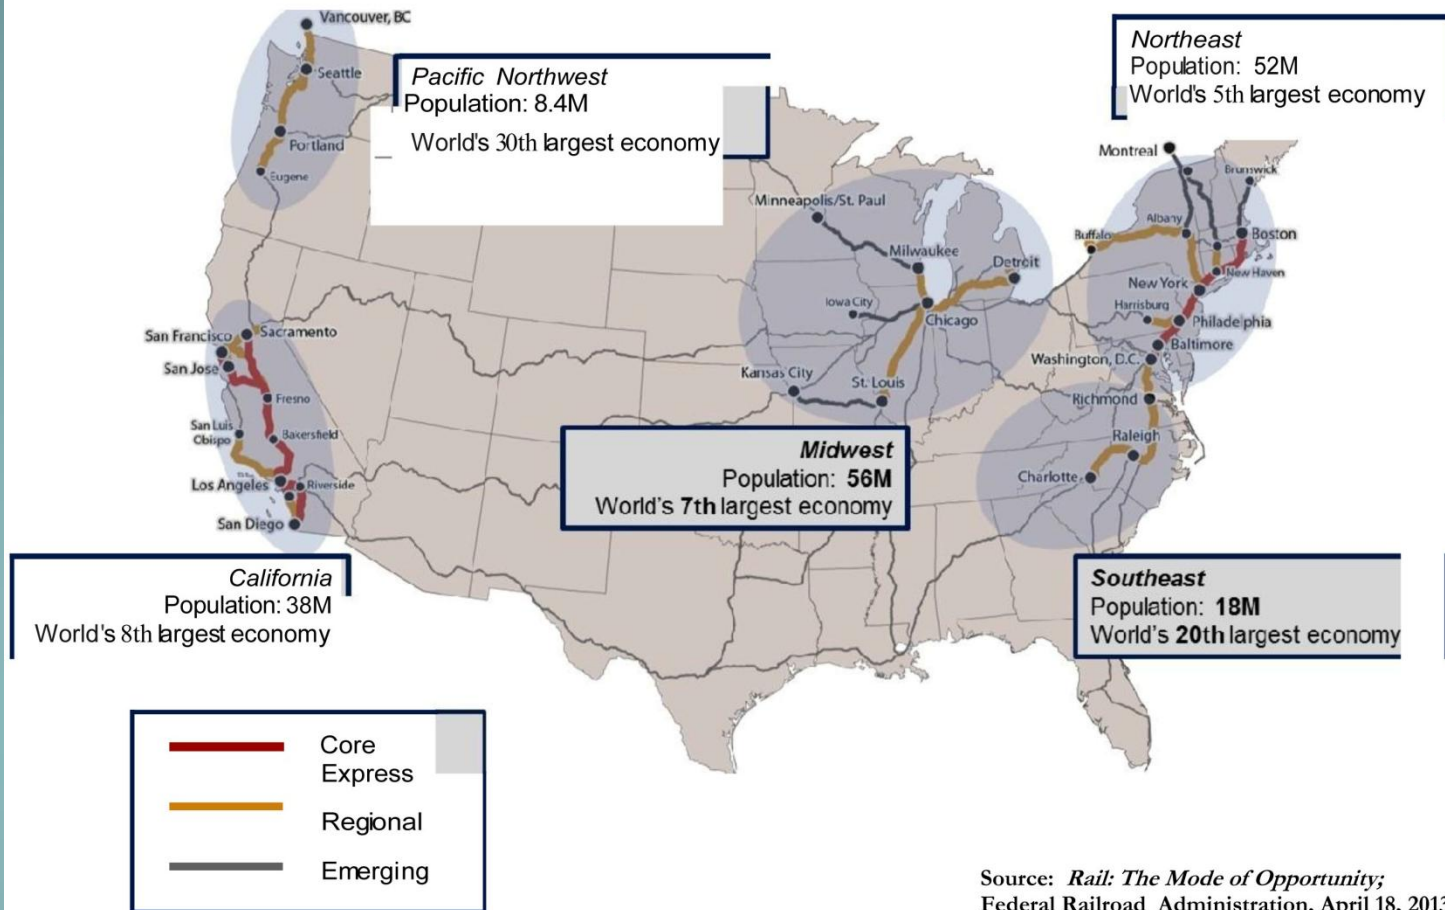 Vancouver, BC
Seattle
Portland
Eugene
Pacific Northwest
Population: 8.4M
World's 30th largest economy
Northeast
Population: 52M
World's 5th largest economy
Montreal
Brunswick
Albany
Buffalo
Boston
New Haven
New York
Harrisburg
Philadelphia
Baltimore
Washington, D.C.
Richmond
Raleigh
Charlotte
Minneapolis/St. Paul
Milwaukee
Detroit
Iowa City
Chicago
Kansas City
St. Louis
San Francisco
Sacramento
San Jose
Fresno
San Luis
Obispo
Bakersfield
Los Angeles
Riverside
San Diego
Midwest
Population: 56M
World's 7th largest economy
California
Population: 38M
World's 8th largest economy
Southeast
Population: 18M
World's 20th largest economy
Core
Express
Regional
Emerging
Source: Rail: The Mode of Opportunity;
Federal Railroad Administration, April 18, 2013